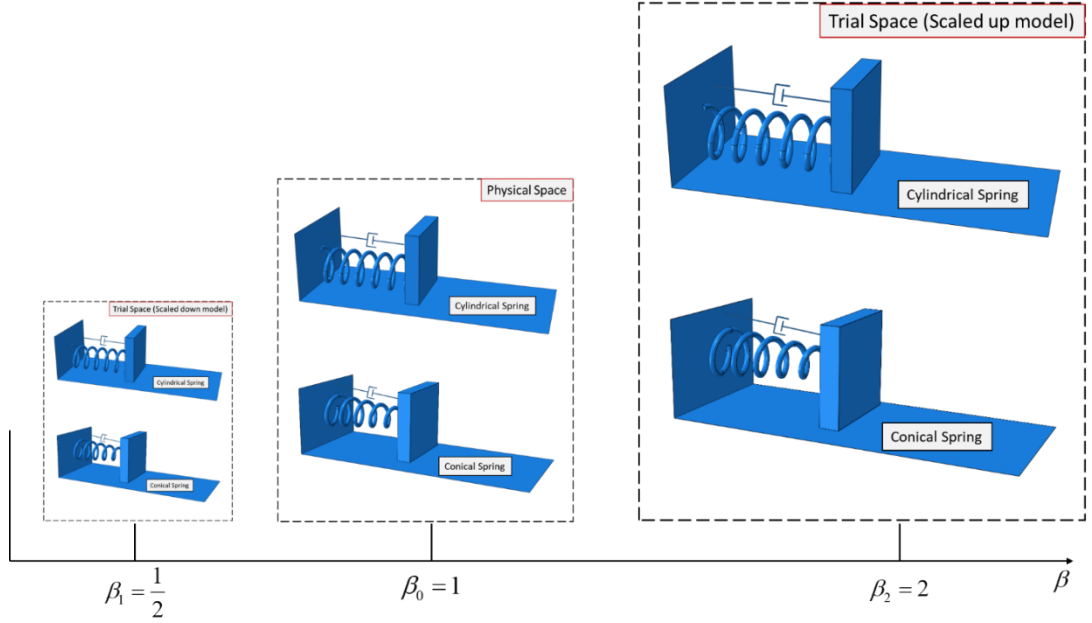 Trial Space (Scaled up model)
Cylindrical Spring
Conical Spring
Physical Space
Cylindrical Spring
Conical Spring
Trial Space (Scaled down model)
Cylindrical Spring
Conical Spring
β₁ = 1/2
β₀ = 1
β₂ = 2
β